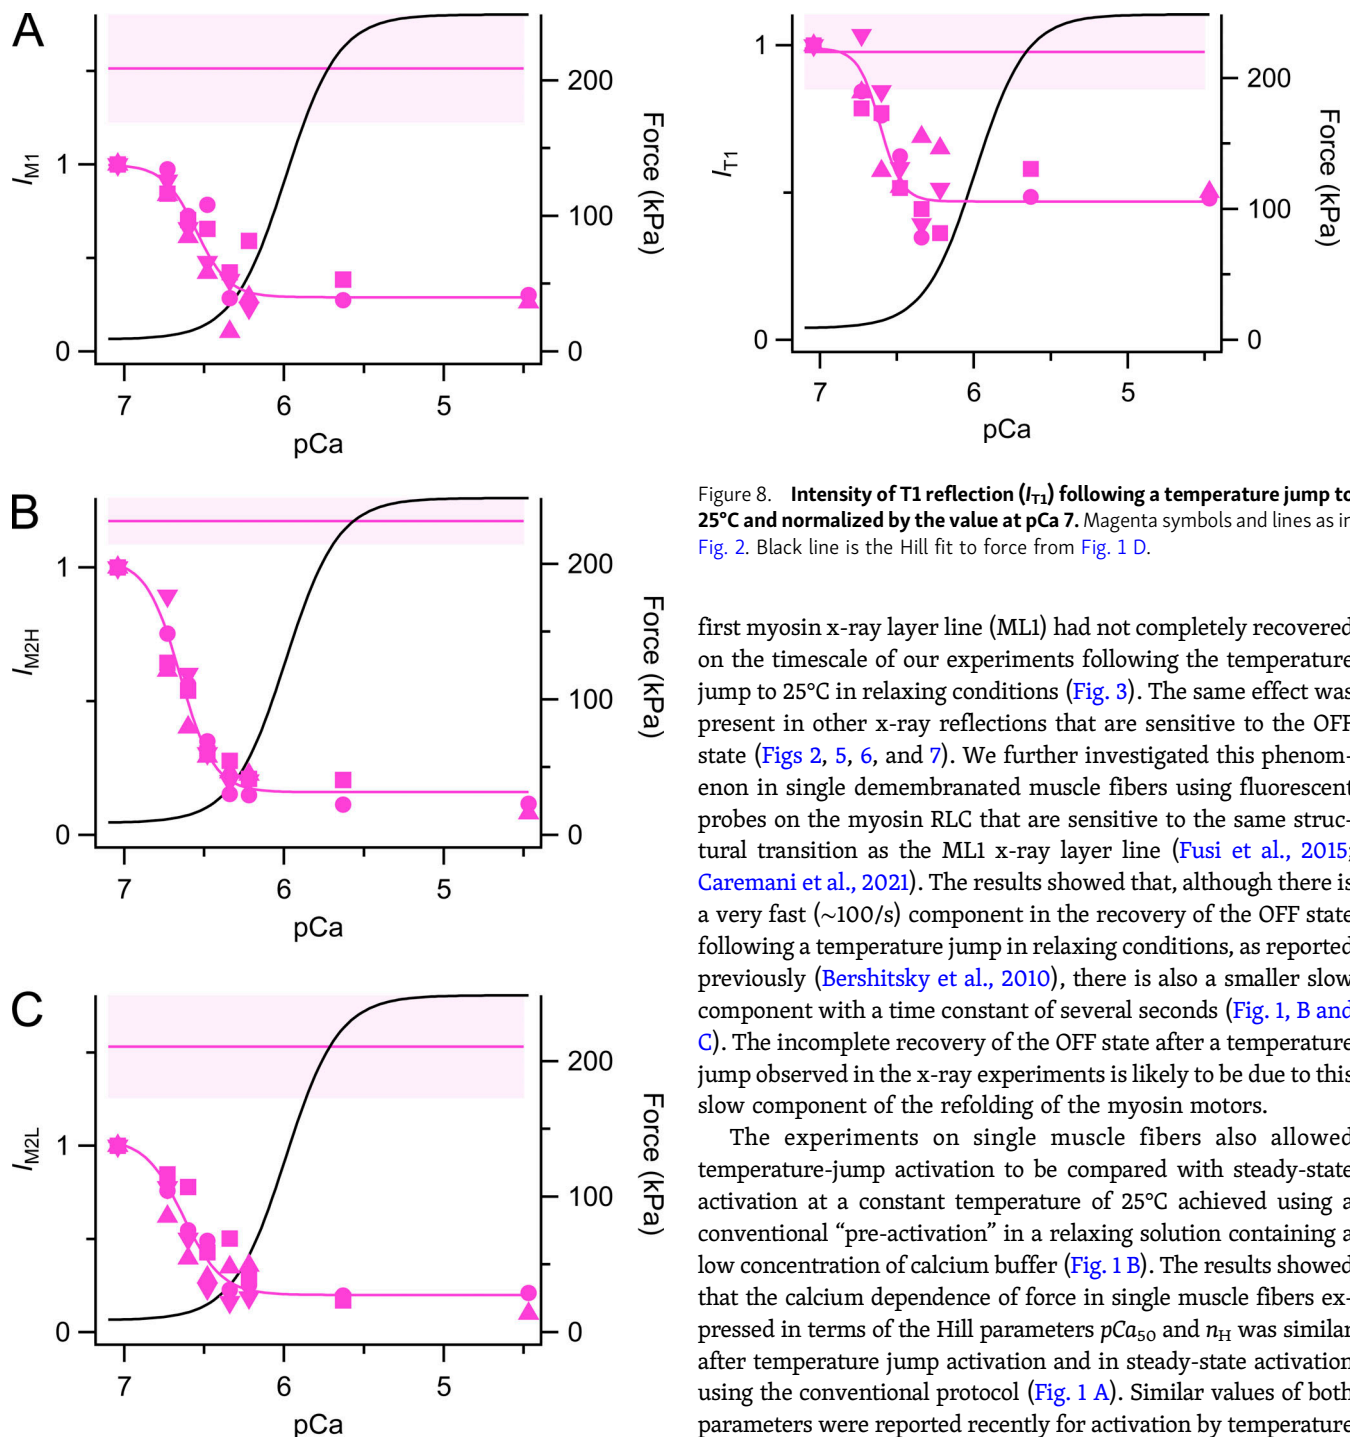 A
I_M1
1
0
7
6
5
pCa
200
100
0
Force (kPa)
B
I_M2H
1
0
7
6
5
pCa
200
100
0
Force (kPa)
C
I_M2L
1
0
7
6
5
pCa
200
100
0
Force (kPa)
I_T1
1
0
7
6
5
pCa
200
100
0
Force (kPa)
Figure 8. Intensity of T1 reflection (I_T1) following a temperature jump to
25°C and normalized by the value at pCa 7. Magenta symbols and lines as in
Fig. 2. Black line is the Hill fit to force from Fig. 1 D.
first myosin x-ray layer line (ML1) had not completely recovered
on the timescale of our experiments following the temperature
jump to 25°C in relaxing conditions (Fig. 3). The same effect was
present in other x-ray reflections that are sensitive to the OFF
state (Figs 2, 5, 6, and 7). We further investigated this phenom-
enon in single demembranated muscle fibers using fluorescent
probes on the myosin RLC that are sensitive to the same struc-
tural transition as the ML1 x-ray layer line (Fusi et al., 2015;
Caremani et al., 2021). The results showed that, although there is
a very fast (~100/s) component in the recovery of the OFF state
following a temperature jump in relaxing conditions, as reported
previously (Bershitsky et al., 2010), there is also a smaller slow
component with a time constant of several seconds (Fig. 1, B and
C). The incomplete recovery of the OFF state after a temperature
jump observed in the x-ray experiments is likely to be due to this
slow component of the refolding of the myosin motors.
The experiments on single muscle fibers also allowed
temperature-jump activation to be compared with steady-state
activation at a constant temperature of 25°C achieved using a
conventional “pre-activation” in a relaxing solution containing a
low concentration of calcium buffer (Fig. 1 B). The results showed
that the calcium dependence of force in single muscle fibers ex-
pressed in terms of the Hill parameters pCa50 and nH was similar
after temperature jump activation and in steady-state activation
using the conventional protocol (Fig. 1 A). Similar values of both
parameters were reported recently for activation by temperature